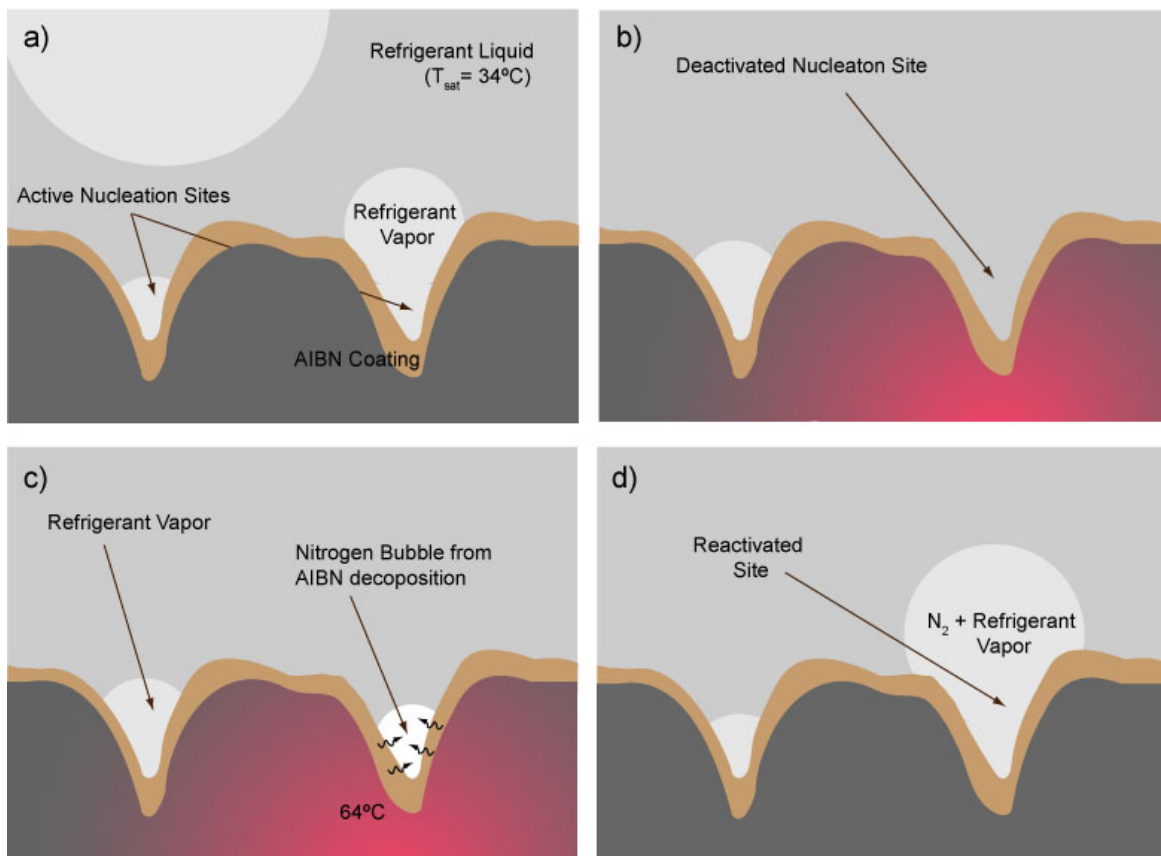 a)
Refrigerant Liquid
(Tsat= 34ºC)
Active Nucleation Sites
Refrigerant
Vapor
AIBN Coating
b)
Deactivated Nucleaton Site
c)
Refrigerant Vapor
Nitrogen Bubble from
AIBN decoposition
64ºC
d)
Reactivated
Site
N2 + Refrigerant
Vapor